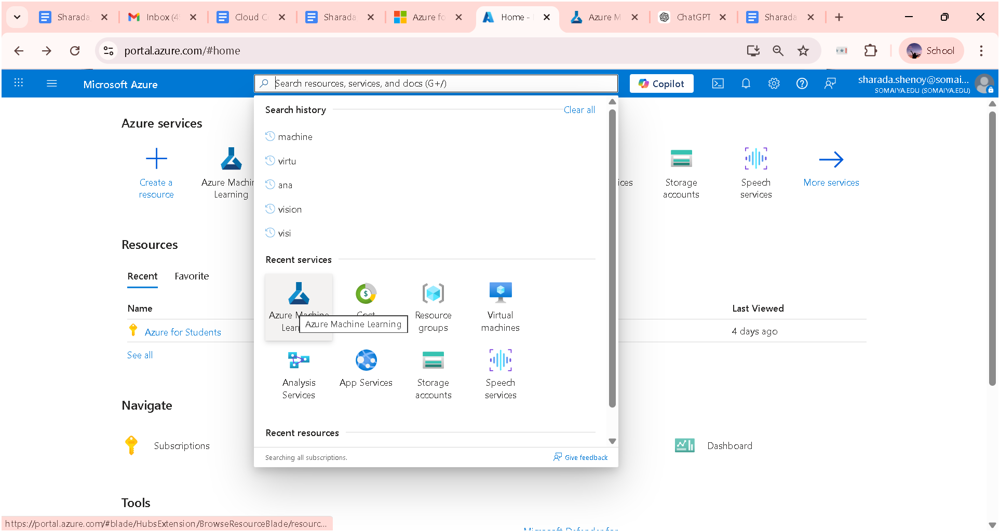 Sharada
Inbox (4
Cloud C
Sharada
Azure fo
Home -
Azure M
ChatGPT
Sharada
portal.azure.com/#home
School
Microsoft Azure
Search resources, services, and docs (G+/)
Copilot
sharada.shenoy@somai...
SOMAIYA.EDU (SOMAIYA.EDU)
Search history
Clear all
machine
virtu
ana
vision
visi
Azure services
Create a
resource
Azure Machin
Learning
ices
Storage
accounts
Speech
services
More services
Resources
Recent
Favorite
Name
Last Viewed
Azure for Students
4 days ago
See all
Recent services
Azure Machine
Lear
Azure Machine Learning
Cost
Resource
groups
Virtual
machines
Analysis
Services
App Services
Storage
accounts
Speech
services
Recent resources
Searching all subscriptions.
Give feedback
Navigate
Subscriptions
Dashboard
Tools
Microsoft Defender for
https://portal.azure.com/#blade/HubsExtension/BrowseResourceBlade/resourc...